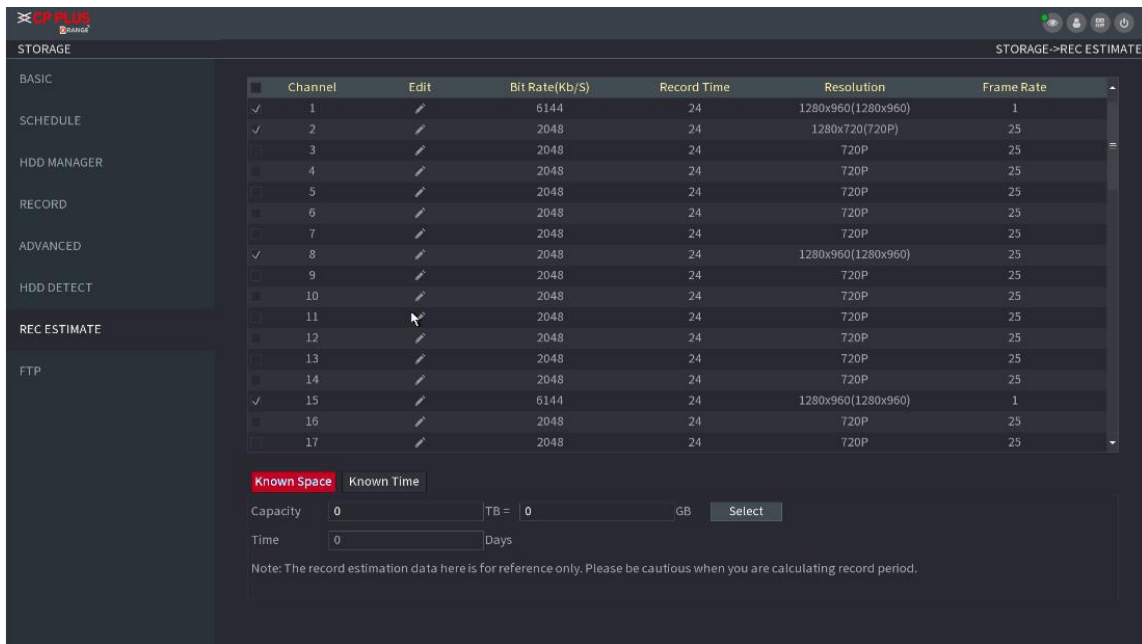 CP PLUS
ORANGE
STORAGE STORAGE->REC ESTIMATE
BASIC
SCHEDULE
HDD MANAGER
RECORD
ADVANCED
HDD DETECT
REC ESTIMATE
FTP
Channel Edit Bit Rate(Kb/S) Record Time Resolution Frame Rate
1 6144 24 1280x960(1280x960) 1
2 2048 24 1280x720(720P) 25
3 2048 24 720P 25
4 2048 24 720P 25
5 2048 24 720P 25
6 2048 24 720P 25
7 2048 24 720P 25
8 2048 24 1280x960(1280x960) 25
9 2048 24 720P 25
10 2048 24 720P 25
11 2048 24 720P 25
12 2048 24 720P 25
13 2048 24 720P 25
14 2048 24 720P 25
15 6144 24 1280x960(1280x960) 1
16 2048 24 720P 25
17 2048 24 720P 25
Known Space Known Time
Capacity 0 TB = 0 GB Select
Time 0 Days
Note: The record estimation data here is for reference only. Please be cautious when you are calculating record period.